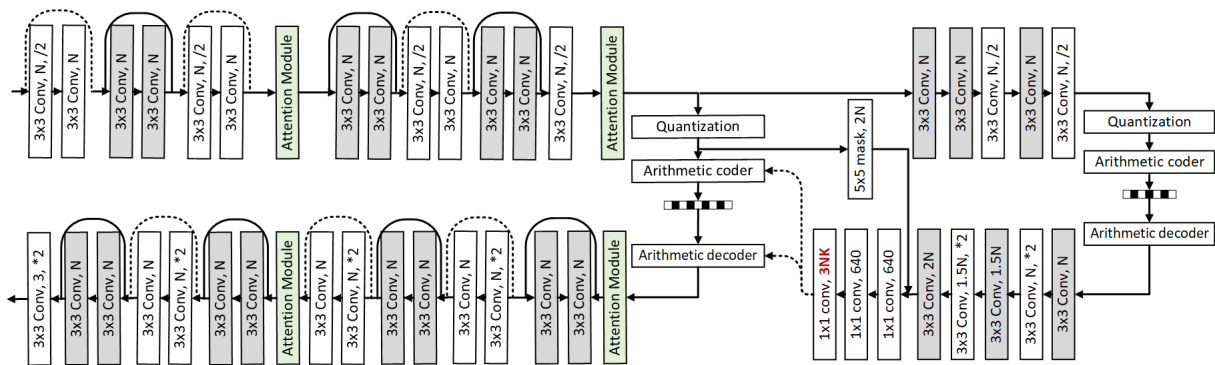 3x3 Conv, N, /2
3x3 Conv, N
3x3 Conv, N
3x3 Conv, N
3x3 Conv, N, /2
3x3 Conv, N
Attention Module
3x3 Conv, N
3x3 Conv, N
3x3 Conv, N, /2
3x3 Conv, N
3x3 Conv, N
3x3 Conv, N
3x3 Conv, N, /2
Attention Module
Quantization
Arithmetic coder
Arithmetic decoder
5x5 mask, 2N
3x3 Conv, N
3x3 Conv, N
3x3 Conv, N, /2
3x3 Conv, N
3x3 Conv, N, /2
Quantization
Arithmetic coder
Arithmetic decoder
3x3 Conv, 3, *2
3x3 Conv, N
3x3 Conv, N
3x3 Conv, N
3x3 Conv, N, *2
3x3 Conv, N
3x3 Conv, N
Attention Module
3x3 Conv, N
3x3 Conv, N, *2
3x3 Conv, N
3x3 Conv, N
3x3 Conv, N
3x3 Conv, N, *2
3x3 Conv, N
3x3 Conv, N
Attention Module
1x1 conv, 3NK
1x1 conv, 640
1x1 conv, 640
3x3 Conv, 2N
3x3 Conv, 1.5N, *2
3x3 Conv, 1.5N
3x3 Conv, N, *2
3x3 Conv, N